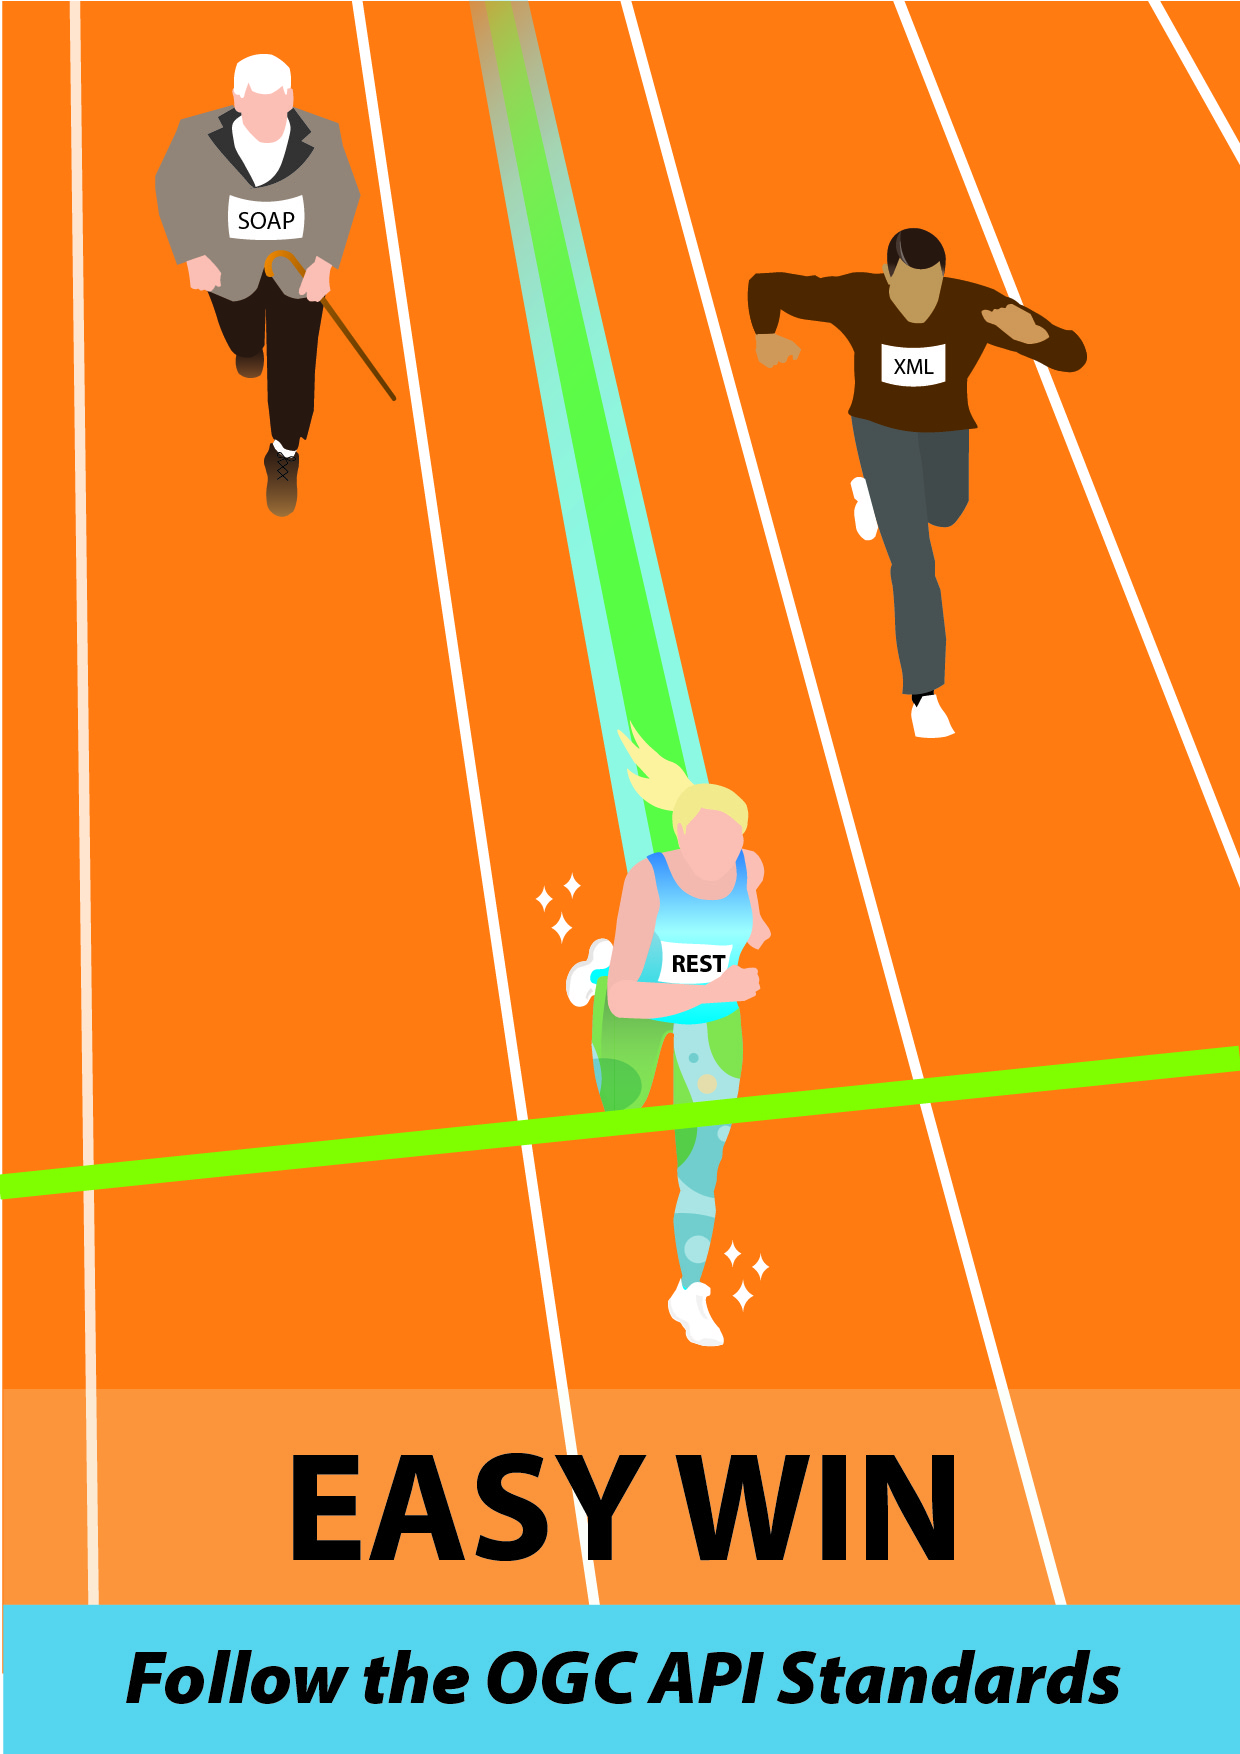 SOAP
XML
REST
EASY WIN
Follow the OGC API Standards